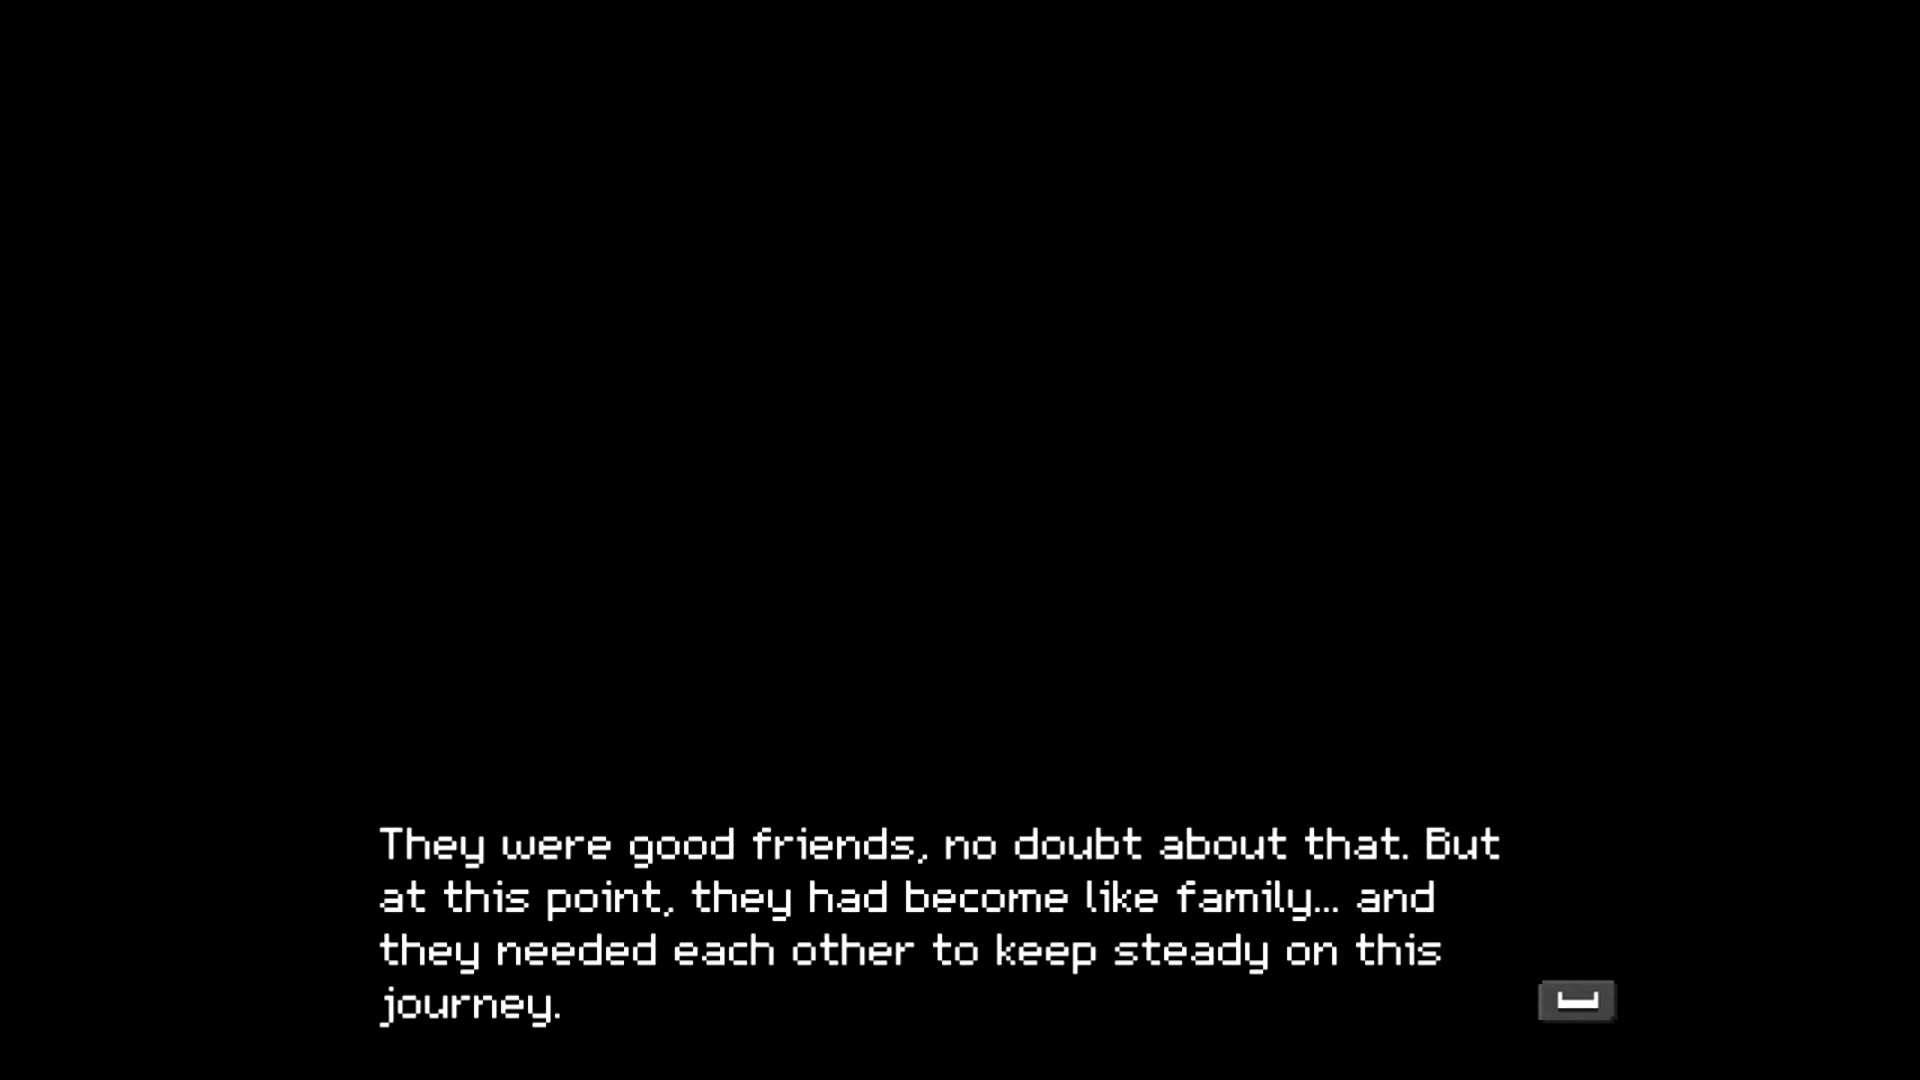 They were good friends, no doubt about that. But
at this point, they had become like family... and
they needed each other to keep steady on this
journey.